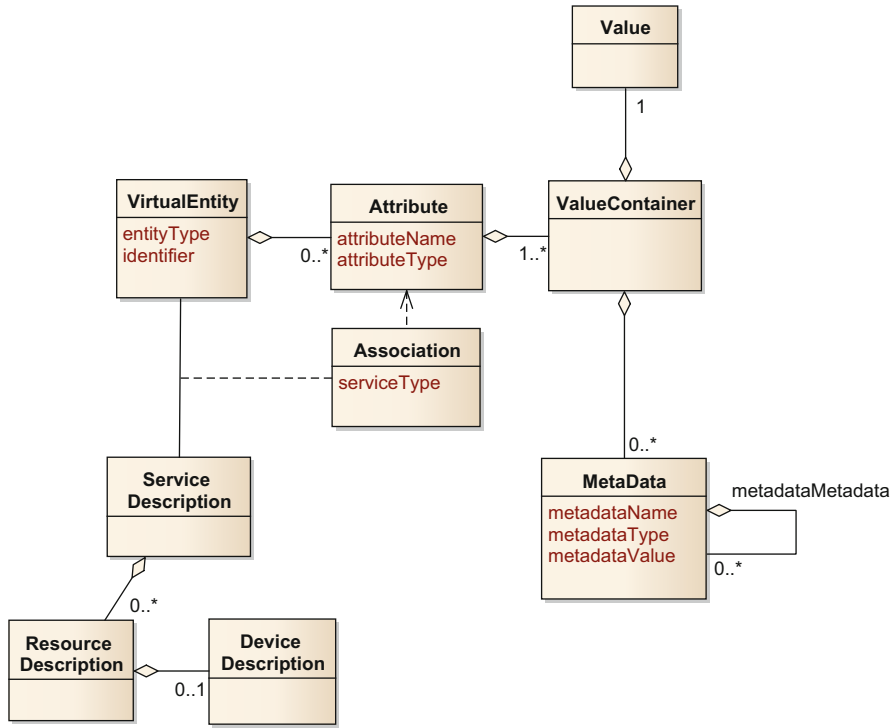 Value
1
VirtualEntity
entityType
identifier
0..*
Attribute
attributeName
attributeType
1..*
ValueContainer
Association
serviceType
0..*
Service
Description
MetaData
metadataName
metadataType
metadataValue
metadataMetadata
0..*
0..*
Resource
Description
0..1
Device
Description